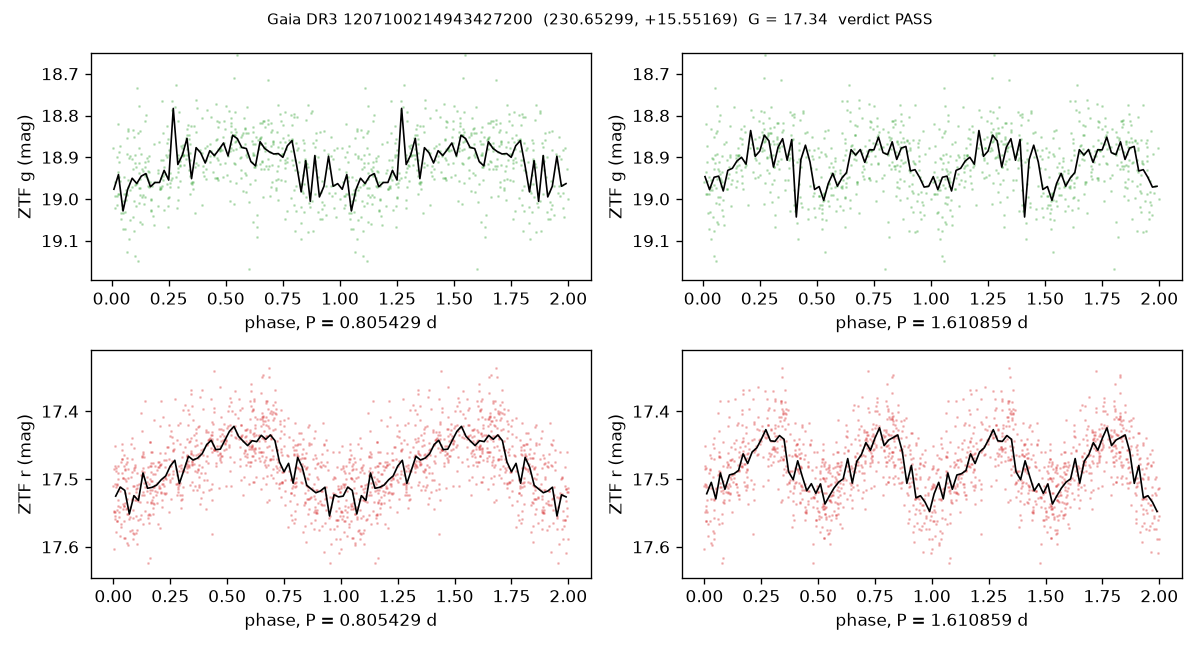 Gaia DR3 1207100214943427200  (230.65299, +15.55169)  G = 17.34  verdict PASS
ZTF g (mag)
18.7
18.8
18.9
19.0
19.1
0.00 0.25 0.50 0.75 1.00 1.25 1.50 1.75 2.00
phase, P = 0.805429 d
ZTF g (mag)
18.7
18.8
18.9
19.0
19.1
0.00 0.25 0.50 0.75 1.00 1.25 1.50 1.75 2.00
phase, P = 1.610859 d
ZTF r (mag)
17.4
17.5
17.6
0.00 0.25 0.50 0.75 1.00 1.25 1.50 1.75 2.00
phase, P = 0.805429 d
ZTF r (mag)
17.4
17.5
17.6
0.00 0.25 0.50 0.75 1.00 1.25 1.50 1.75 2.00
phase, P = 1.610859 d